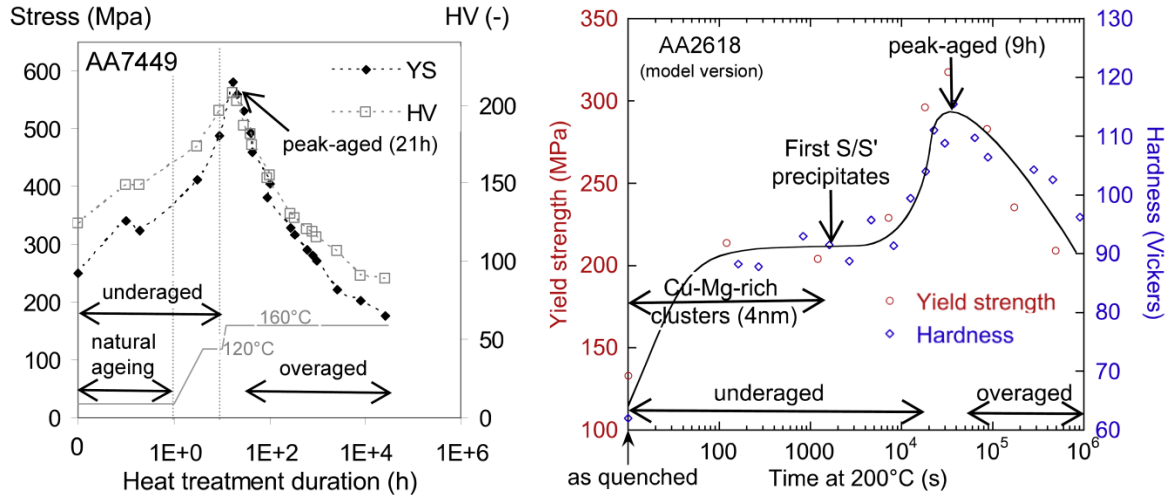 Stress (Mpa)
HV (-)
AA7449
YS
HV
peak-aged (21h)
underaged
natural
ageing
160°C
120°C
overaged
600
500
400
300
200
100
0
200
150
100
50
0
0
1E+0
1E+2
1E+4
1E+6
Heat treatment duration (h)
AA2618
(model version)
peak-aged (9h)
First S/S'
precipitates
Cu-Mg-rich
clusters (4nm)
Yield strength
Hardness
underaged
overaged
Yield strength (MPa)
350
300
250
200
150
100
Hardness (Vickers)
130
120
110
100
90
80
70
60
100
1000
10⁴
10⁵
10⁶
as quenched
Time at 200°C (s)